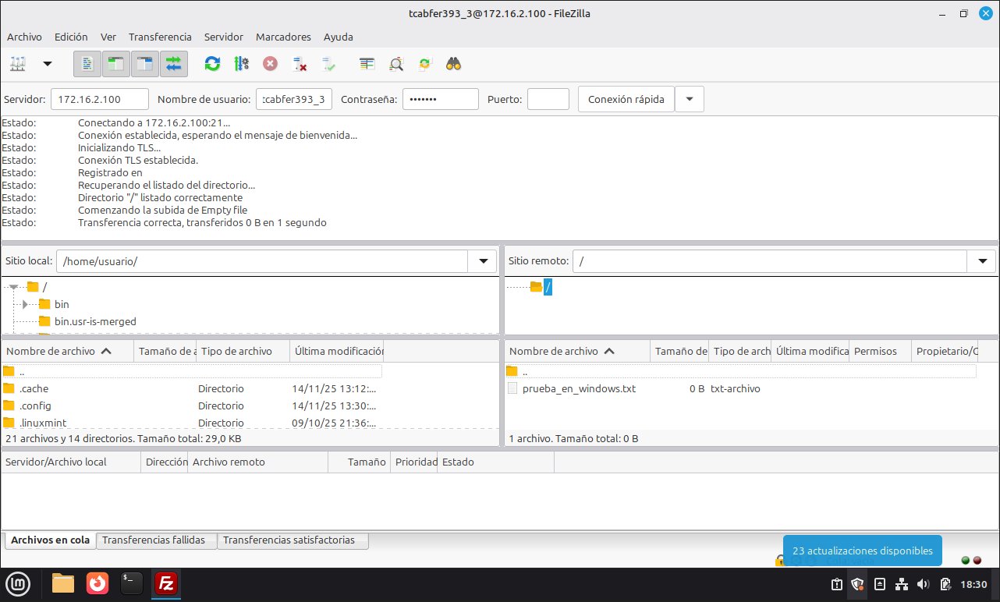 tcabfer393_3@172.16.2.100 - FileZilla
Archivo Edición Ver Transferencia Servidor Marcadores Ayuda
Servidor: 172.16.2.100 Nombre de usuario: tcabfer393_3 Contraseña: ••••••• Puerto: Conexión rápida
Estado: Conectando a 172.16.2.100:21...
Estado: Conexión establecida, esperando el mensaje de bienvenida...
Estado: Inicializando TLS...
Estado: Conexión TLS establecida.
Estado: Registrado en
Estado: Recuperando el listado del directorio...
Estado: Directorio "/" listado correctamente
Estado: Comenzando la subida de Empty file
Estado: Transferencia correcta, transferidos 0 B en 1 segundo
Sitio local: /home/usuario/
/
bin
bin.usr-is-merged
Sitio remoto: /
/
Nombre de archivo Tamaño de a Tipo de archivo Última modificación
..
.cache Directorio 14/11/25 13:12:...
.config Directorio 14/11/25 13:30:...
.linuxmint Directorio 09/10/25 21:36:...
21 archivos y 14 directorios. Tamaño total: 29,0 KB
Nombre de archivo Tamaño de Tipo de arch Última modifica Permisos Propietario/G
..
prueba_en_windows.txt 0 B txt-archivo
1 archivo. Tamaño total: 0 B
Servidor/Archivo local Dirección Archivo remoto Tamaño Prioridad Estado
Archivos en cola Transferencias fallidas Transferencias satisfactorias
23 actualizaciones disponibles
18:30